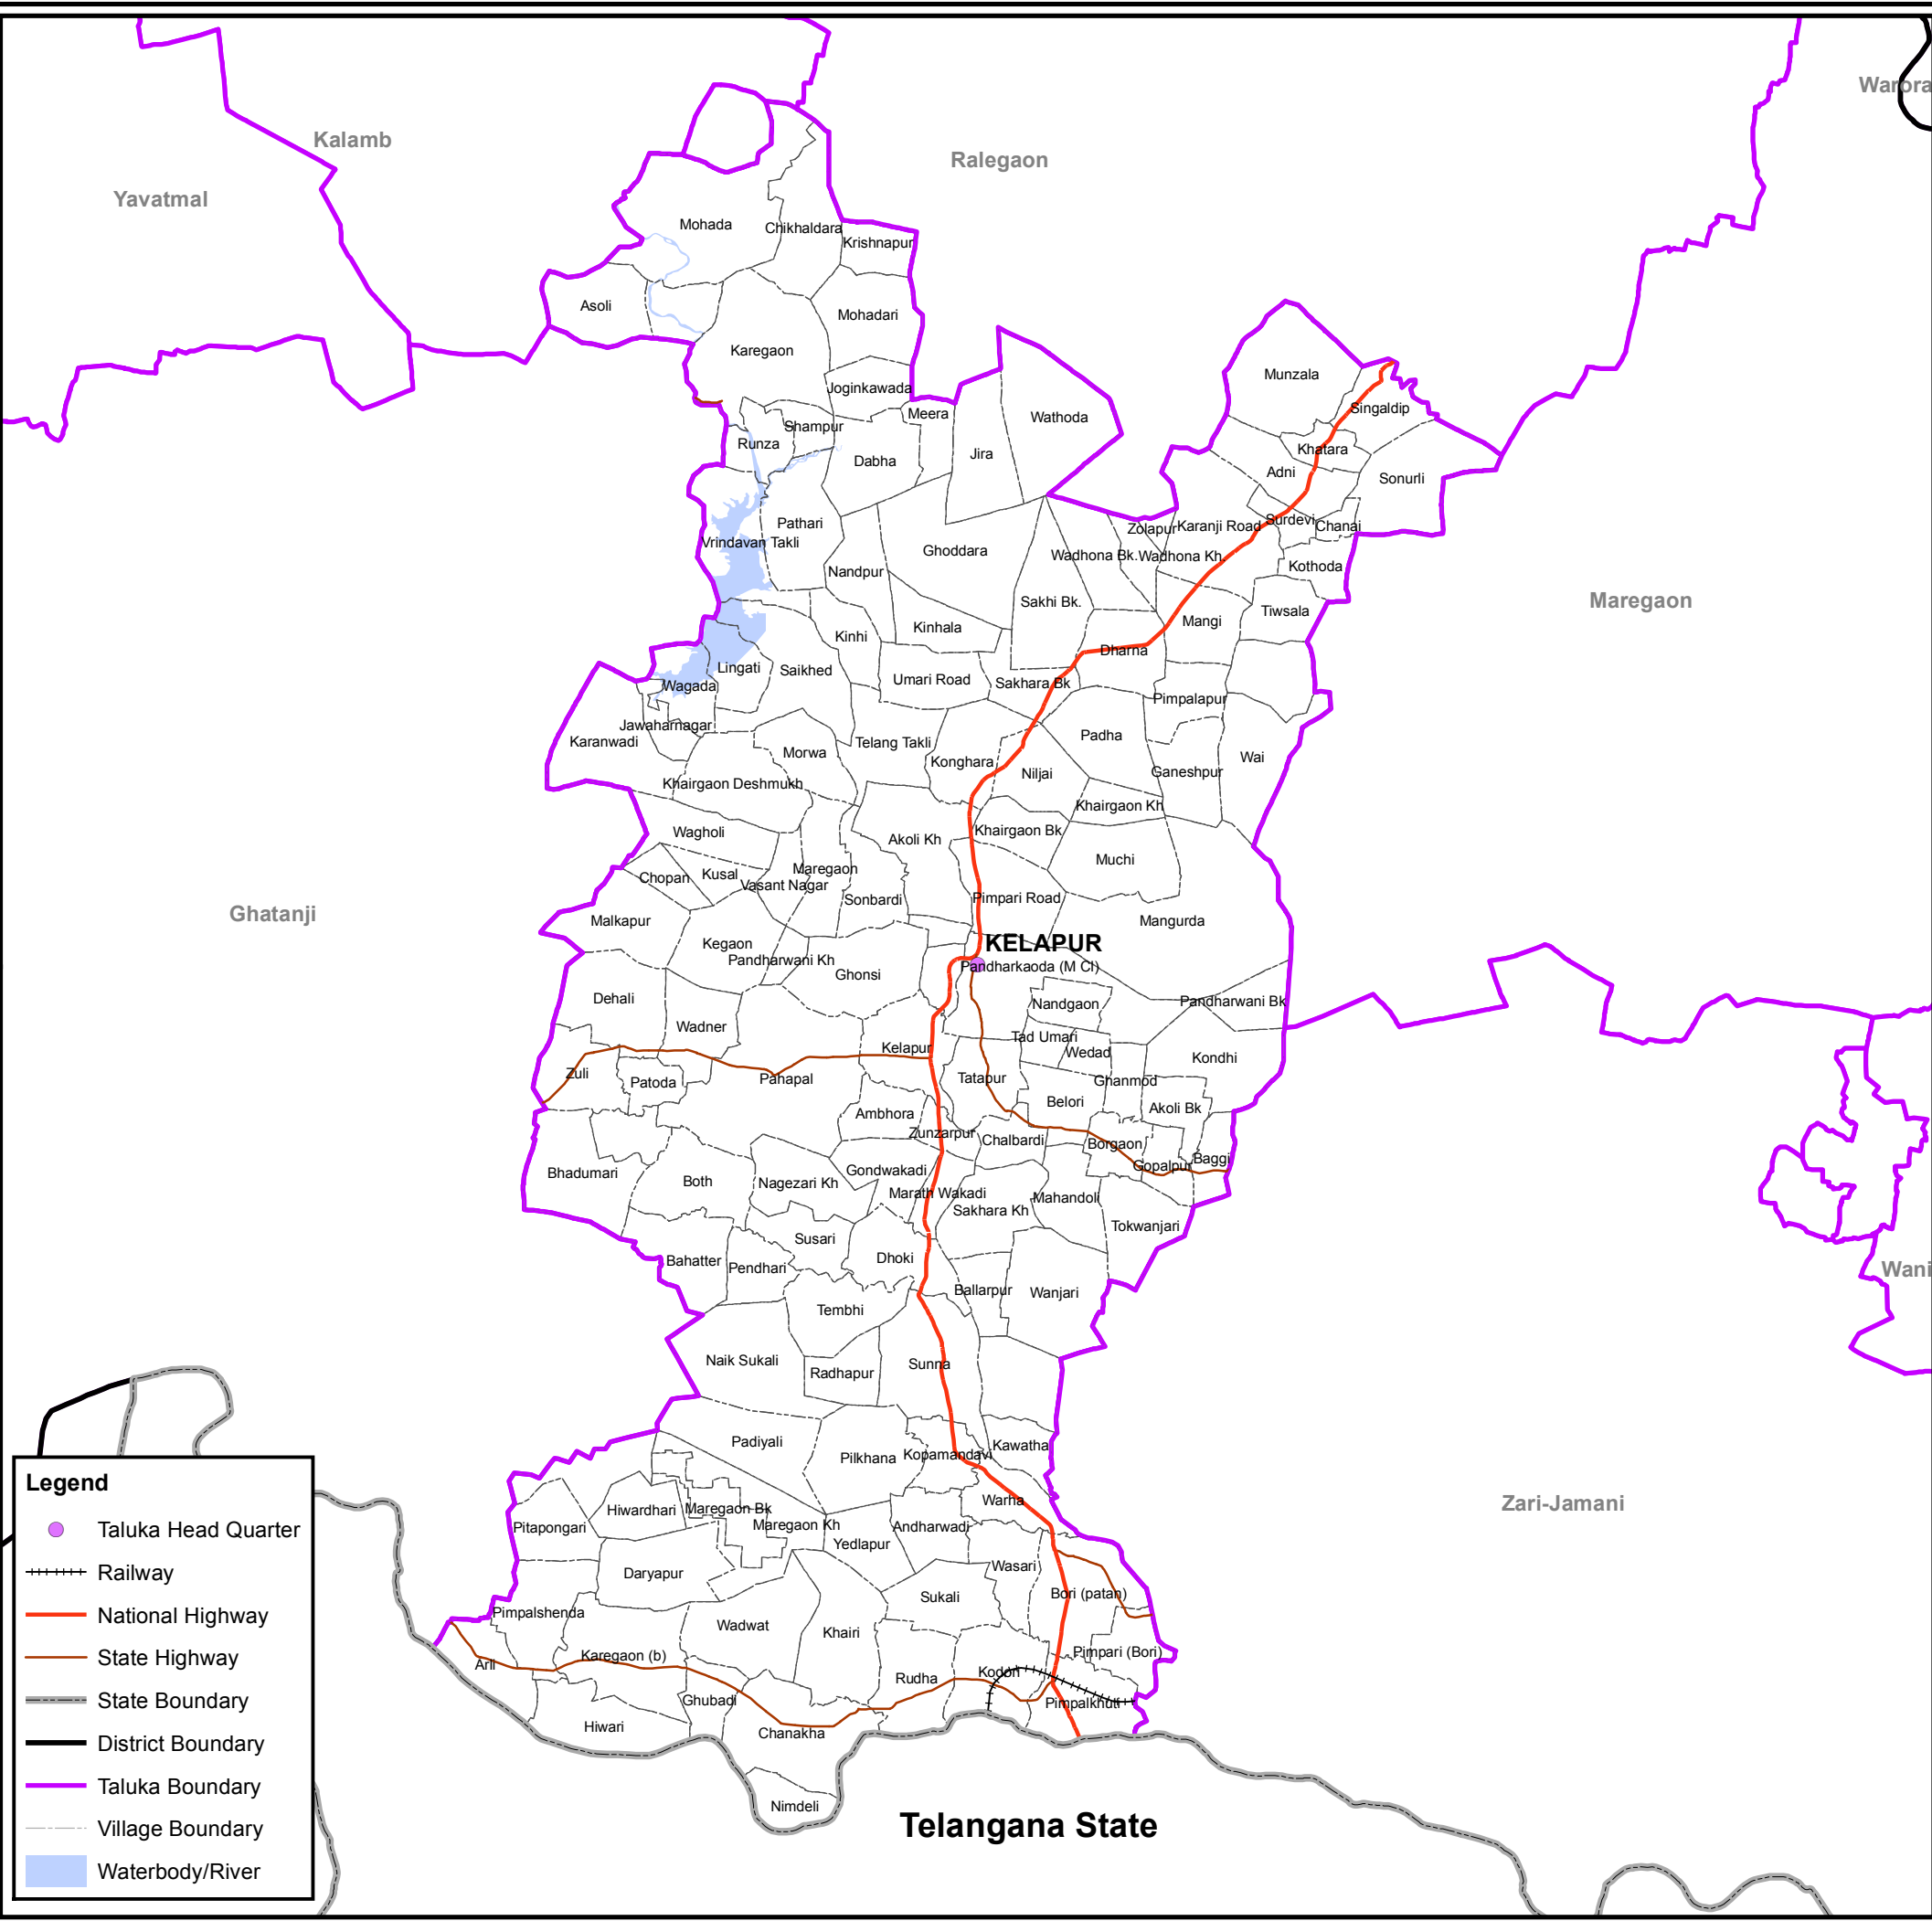 Warora
Kalamb
Ralegaon
Yavatmal
Mohada
Chikhaldara
Krishnapur
Asoli
Mohadari
Karegaon
Munzala
Joginkawada
Singaldip
Meera
Wathoda
Shampur
Runza
Khatara
Jira
Dabha
Adni
Sonurli
Pathari
Zolapur
Karanji Road
Surdevi
Chanai
Vrindavan Takli
Ghoddara
Wadhona Bk.
Wadhona Kh.
Kothoda
Nandpur
Sakhi Bk.
Maregaon
Tiwsala
Mangi
Kinhala
Kinhi
Dharna
Lingati
Saikhed
Umari Road
Sakhara Bk
Wagada
Pimpalapur
Jawaharnagar
Karanwadi
Padha
Telang Takli
Morwa
Wai
Konghara
Niljai
Ganeshpur
Khairgaon Deshmukh
Khairgaon Kh
Wagholi
Khairgaon Bk
Akoli Kh
Muchi
Maregaon
Kusal
Chopan
Vasant Nagar
Sonbardi
Pimpari Road
Ghatanji
Malkapur
Mangurda
Kegaon
KELAPUR
Pandharwani Kh
Pandharkaoda (M Cl)
Ghonsi
Dehali
Nandgaon
Pandharwani Bk
Wadner
Tad Umari
Kelapur
Wedad
Kondhi
Zuli
Patoda
Pahapal
Tatapur
Ghanmod
Belori
Akoli Bk
Ambhora
Zunzarpur
Chalbardi
Borgaon
Baggi
Gopalpur
Bhadumari
Gondwakadi
Both
Nagezari Kh
Marath Wakadi
Mahandoli
Sakhara Kh
Tokwanjari
Susari
Dhoki
Bahatter
Pendhari
Wani
Ballarpur
Wanjari
Tembhi
Naik Sukali
Radhapur
Sunna
Padiyali
Kawatha
Pilkhana
Kopamandavi
Warha
Zari-Jamani
Hiwardhari
Maregaon Bk
Pitapongari
Maregaon Kh
Andharwadi
Yedlapur
Wasari
Daryapur
Bori (patan)
Sukali
Pimpalshenda
Wadwat
Khairi
Pimpari (Bori)
Karegaon (b)
Arli
Rudha
Kodori
Ghubadi
Pimpalkhuti
Hiwari
Chanakha
Nimdeli
Telangana State
Legend
Taluka Head Quarter
Railway
National Highway
State Highway
State Boundary
District Boundary
Taluka Boundary
Village Boundary
Waterbody/River